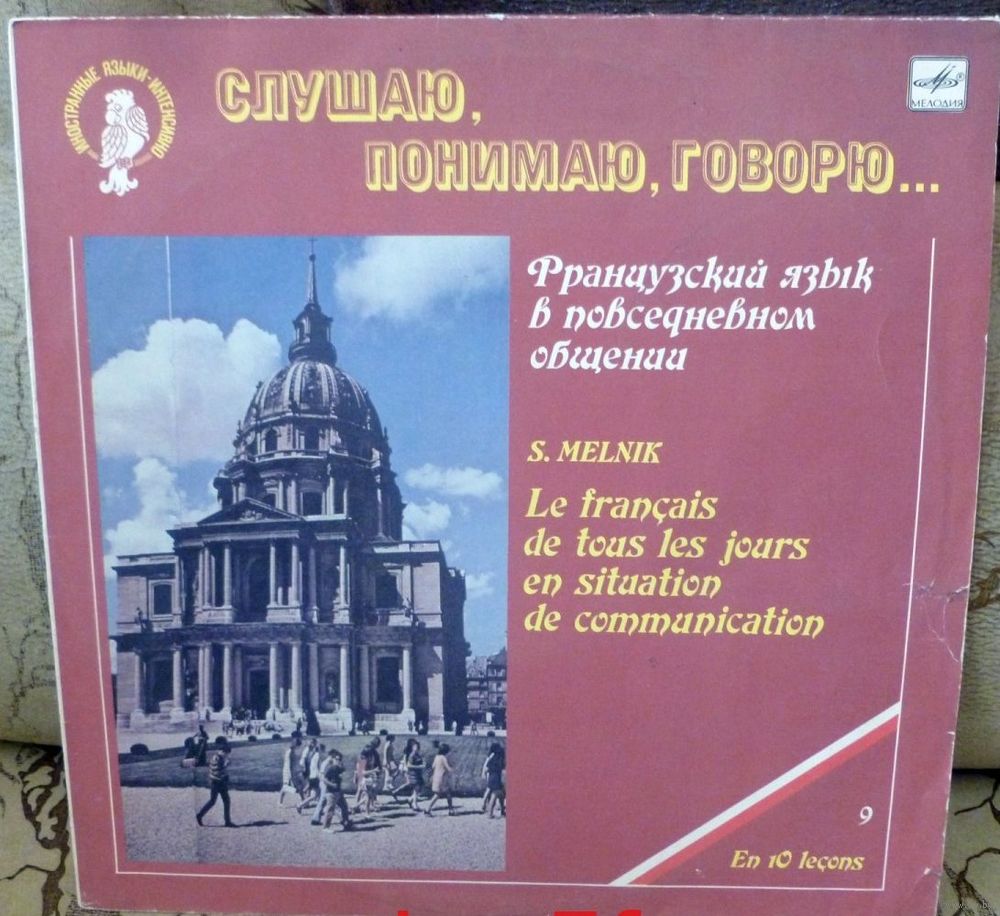 ИНОСТРАННЫЕ ЯЗЫКИ-ИНТЕНСИВНО
СЛУШАЮ,
ПОНИМАЮ, ГОВОРЮ...
МЕЛОДИЯ
Французский язык
в повседневном
общении
S. MELNIK
Le français
de tous les jours
en situation
de communication
9
En 10 leçons